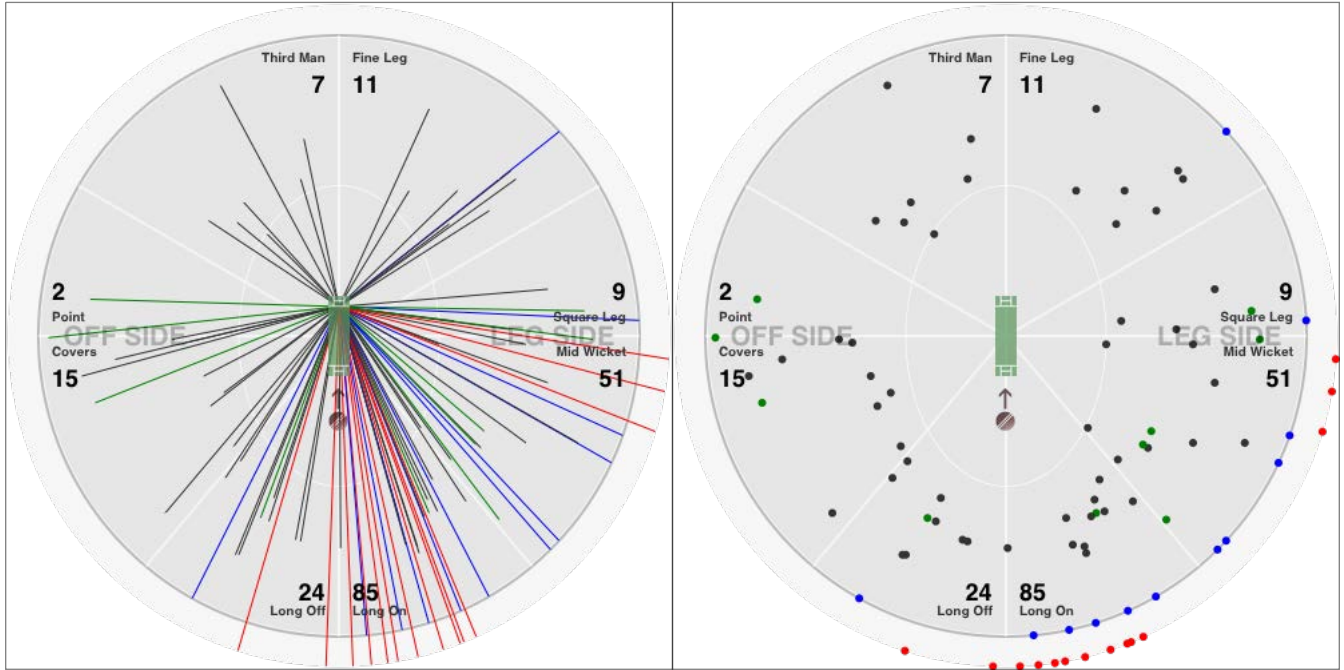 Third Man Fine Leg
7 11
2 9
Point Square Leg
OFF SIDE LEG SIDE
Covers Mid Wicket
15 51
24 85
Long Off Long On
Third Man Fine Leg
7 11
2 9
Point Square Leg
OFF SIDE LEG SIDE
Covers Mid Wicket
15 51
24 85
Long Off Long On